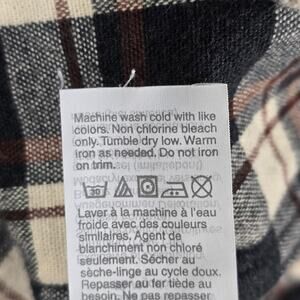 Machine wash cold with like
colors. Non chlorine bleach
only. Tumble dry low. Warm
iron as needed. Do not iron
on trim.
Laver à la machine à l'eau
froide avec des couleurs
similaires. Agent de
blanchiment non chloré
seulement. Sécher au
sèche-linge au cycle doux.
Repasser au fer tiède au
besoin. Ne pas repasser